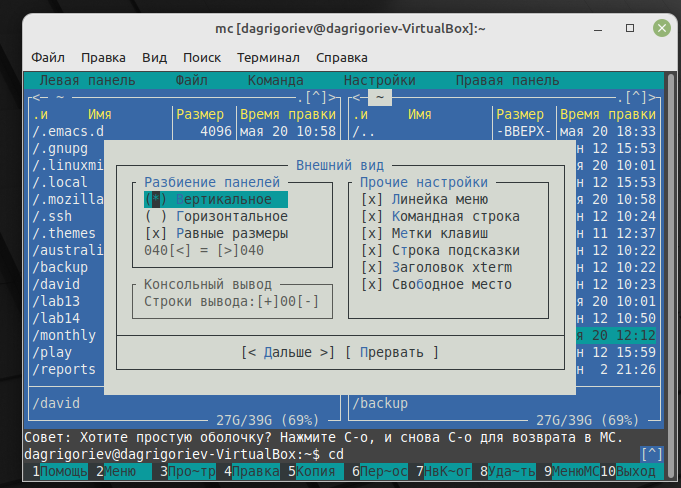 mc [dagrigoriev@dagrigoriev-VirtualBox]:~
Файл Правка Вид Поиск Терминал Справка
Левая панель Файл Команда Настройки Правая панель
<— ~ .[^]> <— ~ .[^]>
.и Имя Размер Время правки .и Имя Размер Время правки
/.emacs.d 4096 мая 20 10:58 /.. -ВВЕРХ- мая 20 18:33
/.gnupg н 12 15:53
/.linuxmi 20 10:01
/.local н 12 15:53
/.mozilla 20 10:58
/.ssh н 12 10:24
/.themes н 11 12:37
/australi н 12 10:22
/backup н 12 10:22
/david н 12 10:23
/lab13 20 10:01
/lab14 н 12 10:50
/monthly я 20 12:12
/play н 12 15:59
/reports н 2 21:26
Внешний вид
Разбиение панелей
(*) Вертикальное
( ) Горизонтальное
[x] Равные размеры
040[<] = [>]040
Консольный вывод
Строки вывода:[+]00[-]
Прочие настройки
[x] Линейка меню
[x] Командная строка
[x] Метки клавиш
[x] Строка подсказки
[x] Заголовок xterm
[x] Свободное место
[< Дальше >] [ Прервать ]
/david /backup
27G/39G (69%) 27G/39G (69%)
Совет: Хотите простую оболочку? Нажмите C-o, и снова C-o для возврата в MC.
dagrigoriev@dagrigoriev-VirtualBox:~$ cd [^]
1Помощь 2Меню 3Про~тр 4Правка 5Копия 6Пер~ос 7НвК~ог 8Уда~ть 9МенюMC 10Выход